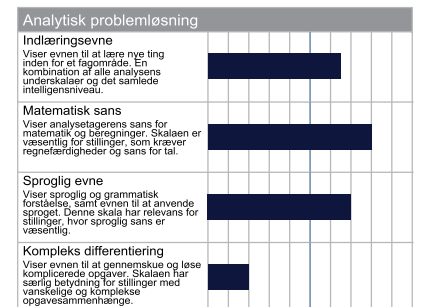 Analytisk problemløsning
Indlæringsevne
Viser evnen til at lære nye ting
inden for et fagområde. En
kombination af alle analysens
underskalaer og det samlede
intelligensniveau.
Matematisk sans
Viser analysetagerens sans for
matematik og beregninger. Skalaen er
væsentlig for stillinger, som kræver
regnefærdigheder og sans for tal.
Sproglig evne
Viser sproglig og grammatisk
forståelse, samt evnen til at anvende
sproget. Denne skala har relevans for
stillinger, hvor sproglig sans er
væsentlig.
Kompleks differentiering
Viser evnen til at gennemskue og løse
komplicerede opgaver. Skalaen har
særlig betydning for stillinger med
vanskelige og komplekse
opgavesammenhænge.